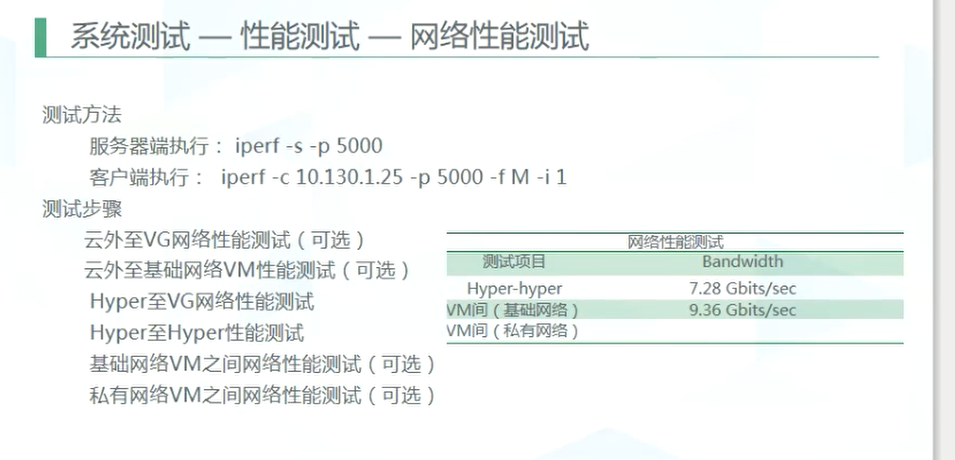 系统测试 — 性能测试 — 网络性能测试
测试方法
服务器端执行： iperf -s -p 5000
客户端执行： iperf -c 10.130.1.25 -p 5000 -f M -i 1
测试步骤
云外至VG网络性能测试（可选）
云外至基础网络VM性能测试（可选）
Hyper至VG网络性能测试
Hyper至Hyper性能测试
基础网络VM之间网络性能测试（可选）
私有网络VM之间网络性能测试（可选）
网络性能测试
测试项目 Bandwidth
Hyper-hyper 7.28 Gbits/sec
VM间（基础网络） 9.36 Gbits/sec
VM间（私有网络）